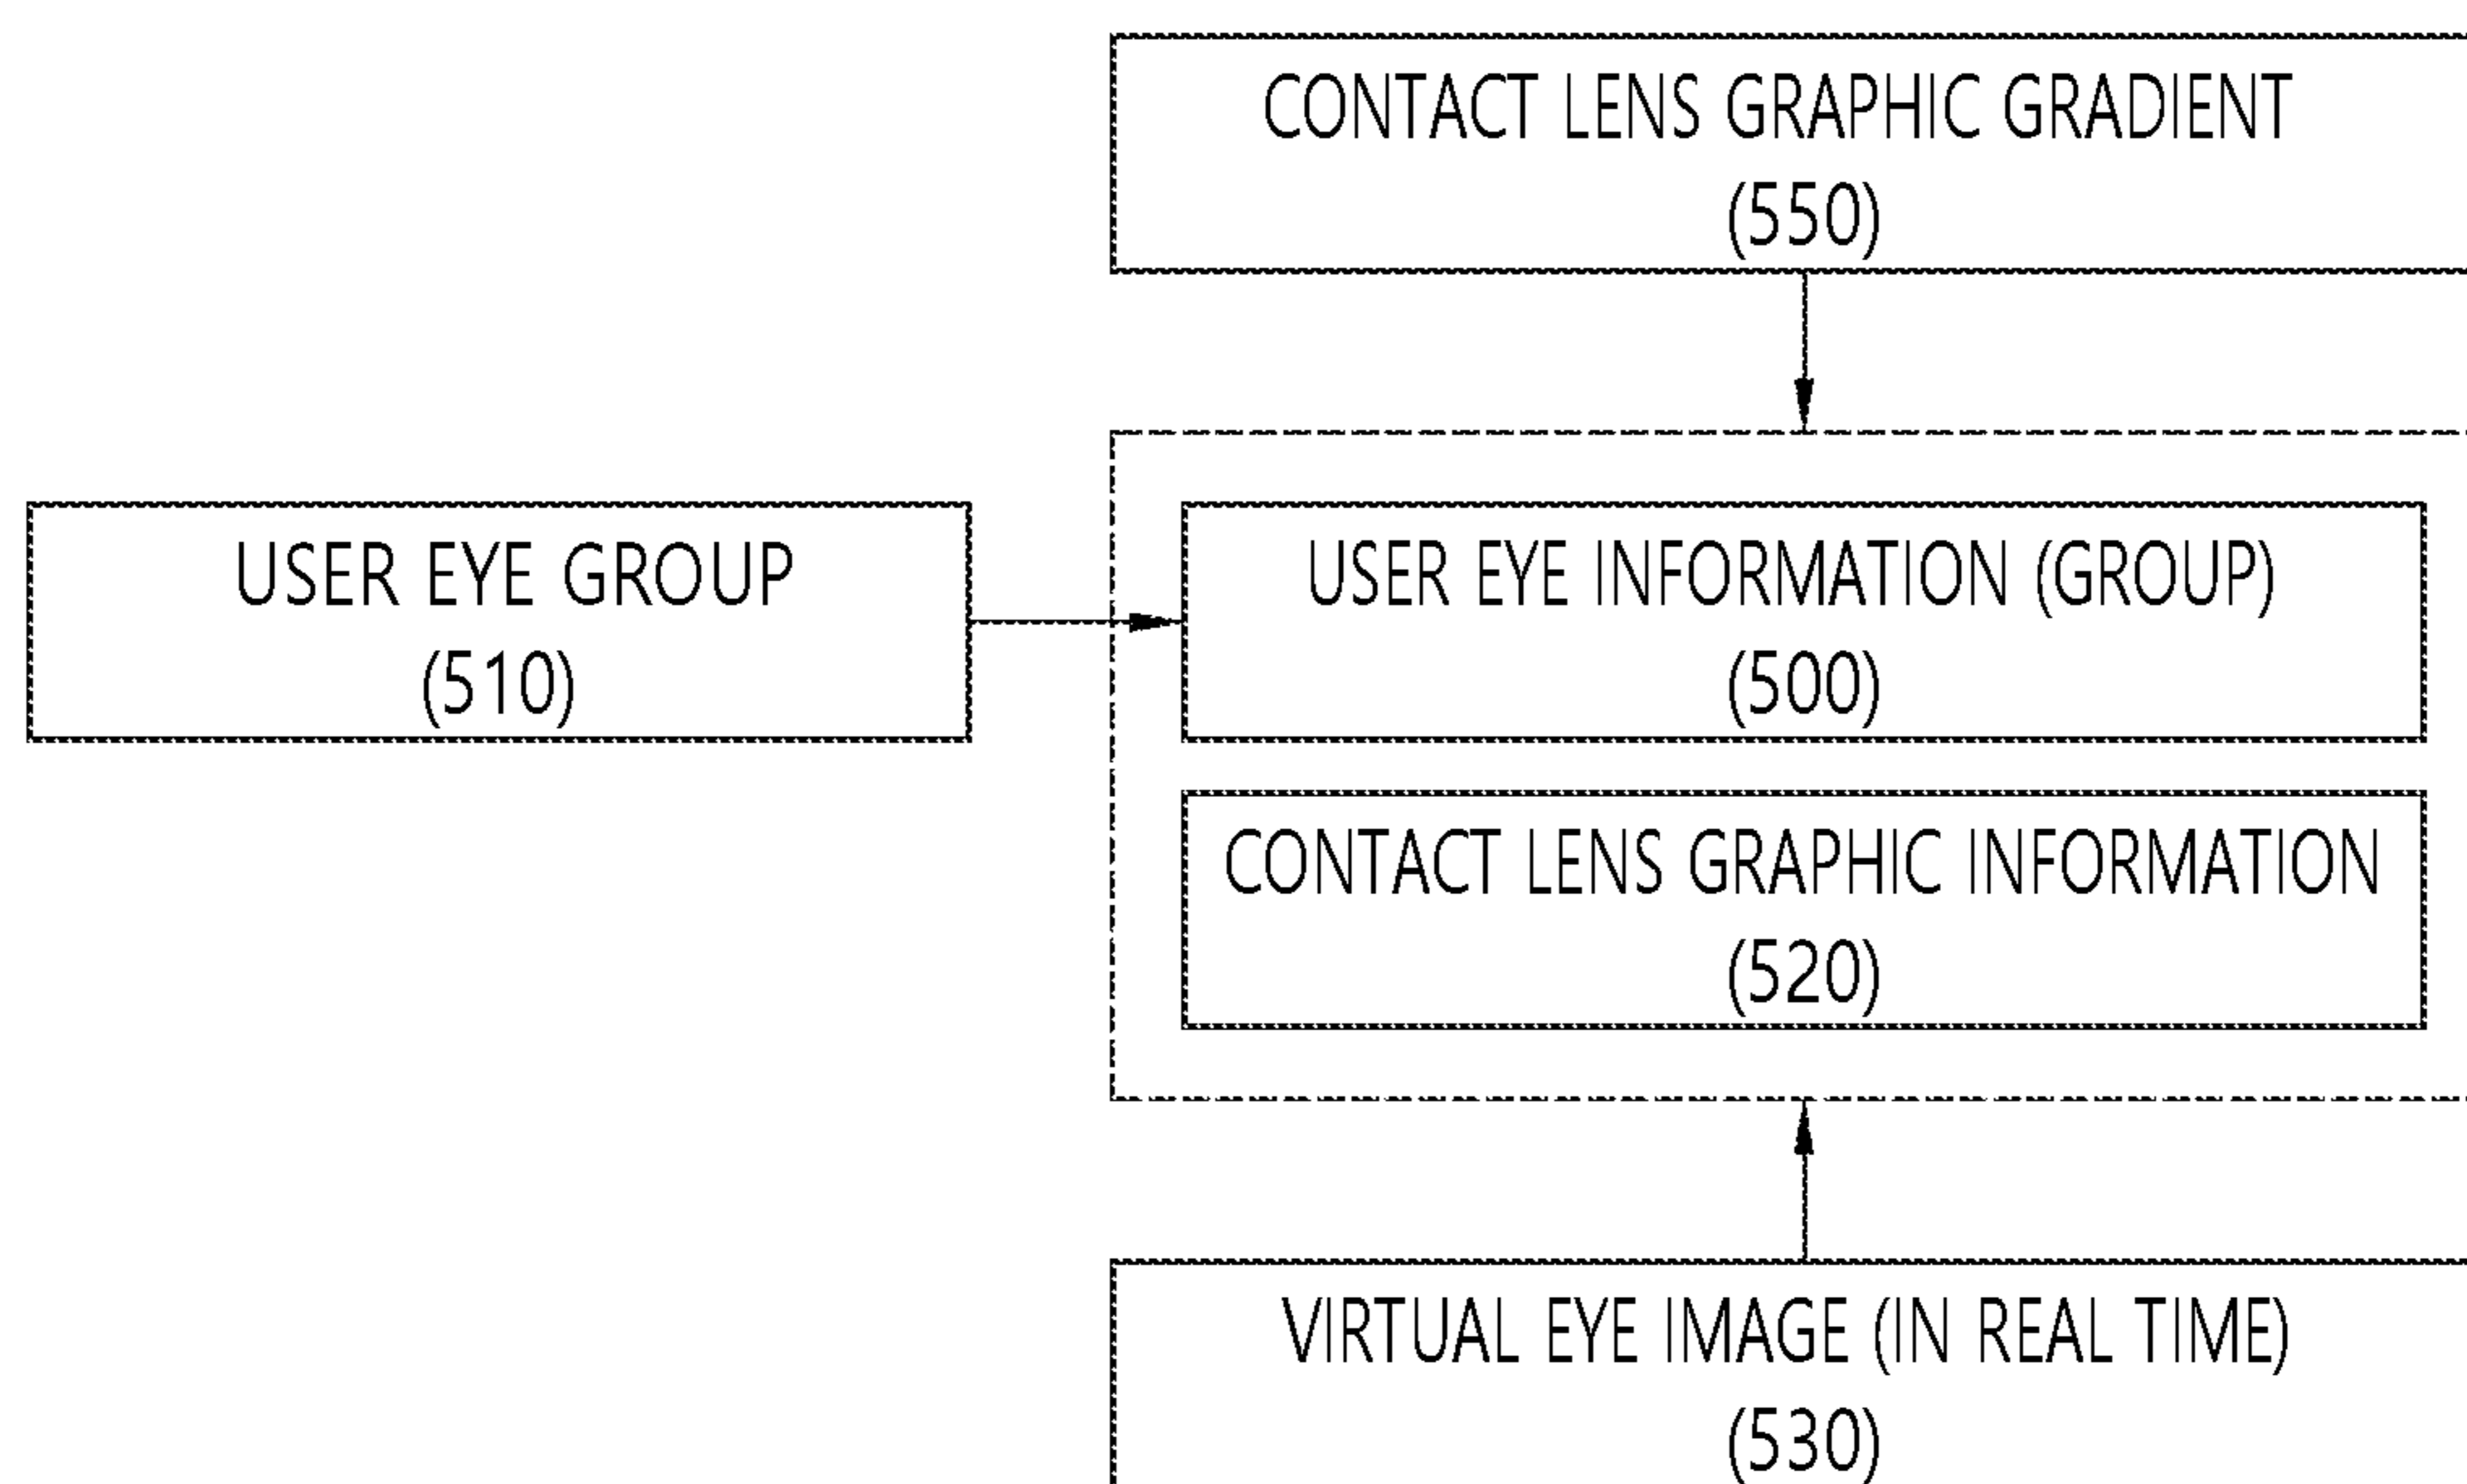 CONTACT LENS GRAPHIC GRADIENT
(550)
USER EYE GROUP
(510)
USER EYE INFORMATION (GROUP)
(500)
CONTACT LENS GRAPHIC INFORMATION
(520)
VIRTUAL EYE IMAGE (IN REAL TIME)
(530)